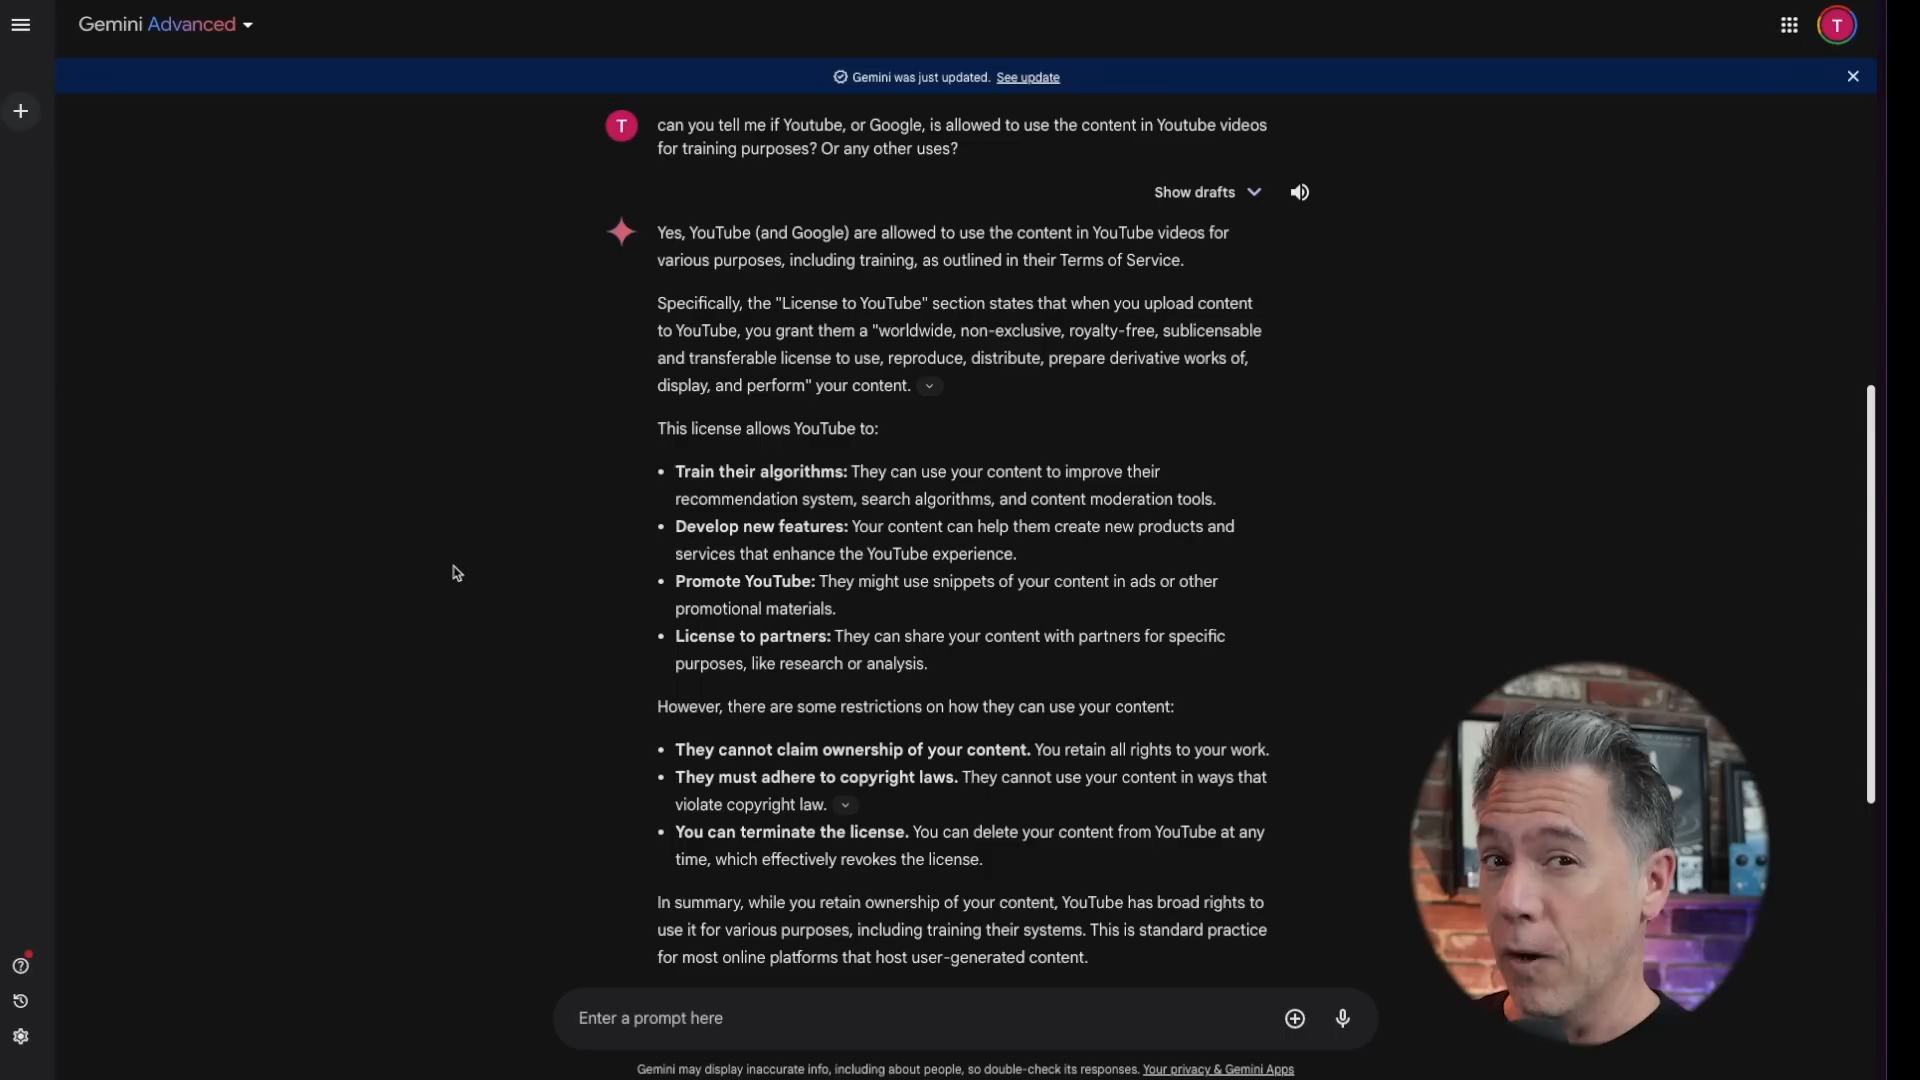 Gemini Advanced
T
Gemini was just updated. See update
T
can you tell me if Youtube, or Google, is allowed to use the content in Youtube videos
for training purposes? Or any other uses?
Show drafts
Yes, YouTube (and Google) are allowed to use the content in YouTube videos for
various purposes, including training, as outlined in their Terms of Service.
Specifically, the "License to YouTube" section states that when you upload content
to YouTube, you grant them a "worldwide, non-exclusive, royalty-free, sublicensable
and transferable license to use, reproduce, distribute, prepare derivative works of,
display, and perform" your content.
This license allows YouTube to:
• Train their algorithms: They can use your content to improve their
recommendation system, search algorithms, and content moderation tools.
• Develop new features: Your content can help them create new products and
services that enhance the YouTube experience.
• Promote YouTube: They might use snippets of your content in ads or other
promotional materials.
• License to partners: They can share your content with partners for specific
purposes, like research or analysis.
However, there are some restrictions on how they can use your content:
• They cannot claim ownership of your content. You retain all rights to your work.
• They must adhere to copyright laws. They cannot use your content in ways that
violate copyright law.
• You can terminate the license. You can delete your content from YouTube at any
time, which effectively revokes the license.
In summary, while you retain ownership of your content, YouTube has broad rights to
use it for various purposes, including training their systems. This is standard practice
for most online platforms that host user-generated content.
Enter a prompt here
Gemini may display inaccurate info, including about people, so double-check its responses. Your privacy & Gemini Apps